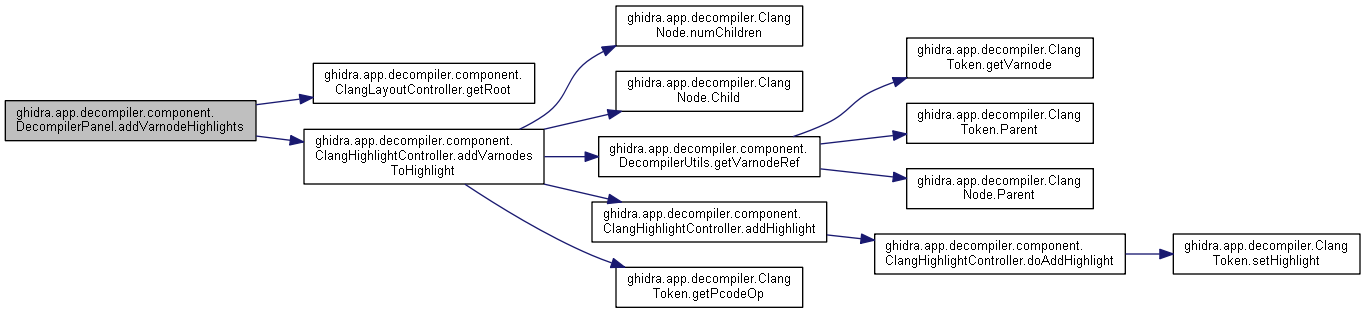 ghidra.app.decompiler.component.
DecompilerPanel.addVarnodeHighlights
ghidra.app.decompiler.component.
ClangLayoutController.getRoot
ghidra.app.decompiler.component.
ClangHighlightController.addVarnodes
ToHighlight
ghidra.app.decompiler.Clang
Node.numChildren
ghidra.app.decompiler.Clang
Node.Child
ghidra.app.decompiler.component.
DecompilerUtils.getVarnodeRef
ghidra.app.decompiler.component.
ClangHighlightController.addHighlight
ghidra.app.decompiler.Clang
Token.getPcodeOp
ghidra.app.decompiler.Clang
Token.getVarnode
ghidra.app.decompiler.Clang
Token.Parent
ghidra.app.decompiler.Clang
Node.Parent
ghidra.app.decompiler.component.
ClangHighlightController.doAddHighlight
ghidra.app.decompiler.Clang
Token.setHighlight